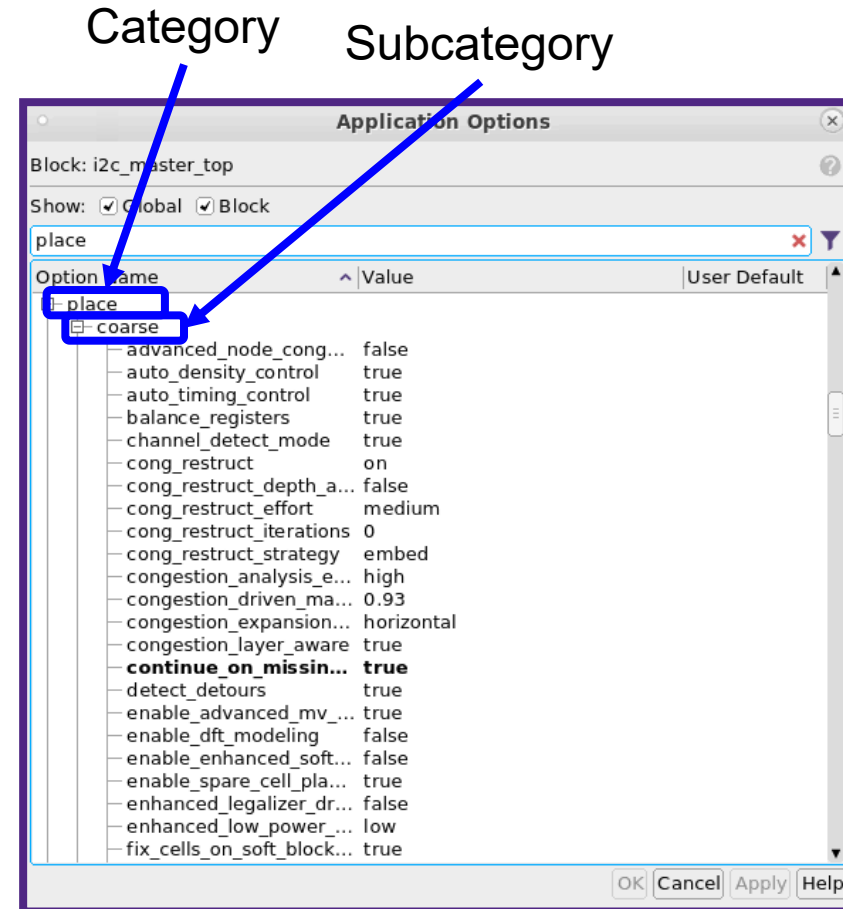 Category
Subcategory
Application Options
Block: i2c_master_top
Show: Global Block
place
Option Name Value User Default
place
coarse
advanced_node_cong... false
auto_density_control true
auto_timing_control true
balance_registers true
channel_detect_mode true
cong_restruct on
cong_restruct_depth_a... false
cong_restruct_effort medium
cong_restruct_iterations 0
cong_restruct_strategy embed
congestion_analysis_e... high
congestion_driven_ma... 0.93
congestion_expansion... horizontal
congestion_layer_aware true
continue_on_missin... true
detect_detours true
enable_advanced_mv_... true
enable_dft_modeling false
enable_enhanced_soft... false
enable_spare_cell_pla... true
enhanced_legalizer_dr... false
enhanced_low_power_... low
fix_cells_on_soft_block... true
OK Cancel Apply Help